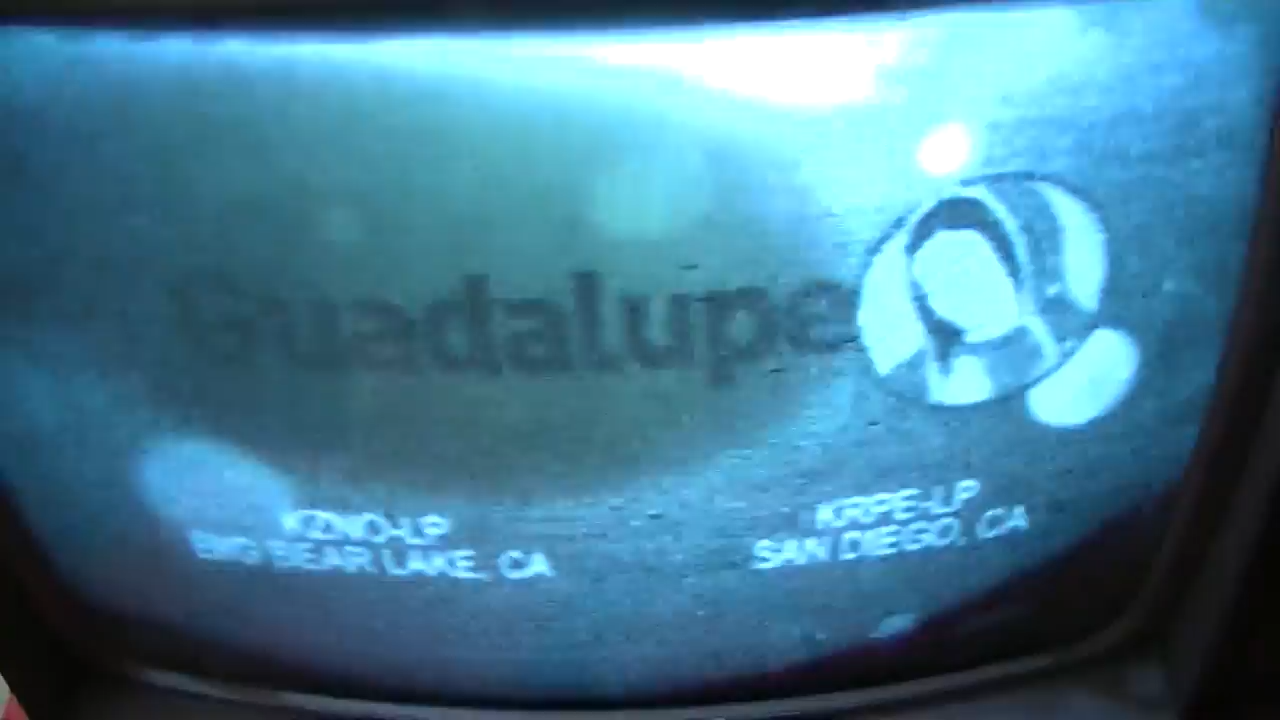 Guadalupe
KZNO-LP
BIG BEAR LAKE, CA
KRPE-LP
SAN DIEGO, CA